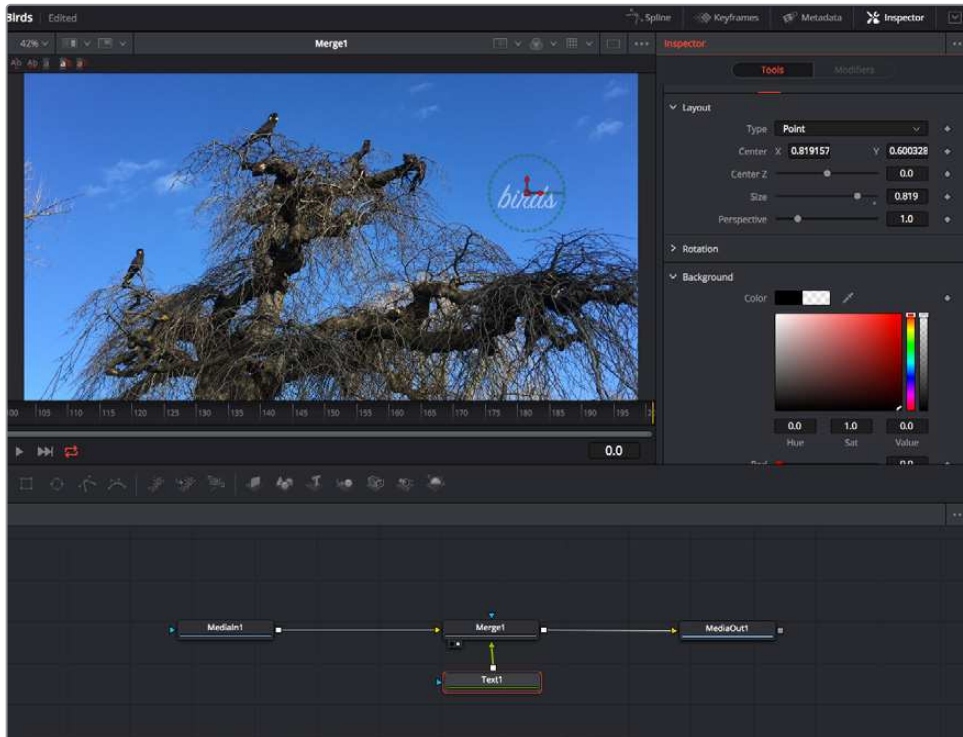 Birds Edited Spline Keyframes Metadata Inspector
42% Merge1 Inspector
Tools Modifiers
Layout
Type Point
Center X 0.819157 Y 0.600328
Center Z 0.0
Size 0.819
Perspective 1.0
birds
Rotation
Background
Color
105 110 115 120 125 130 135 140 145 150 155 160 165 170 175 180 185 190 195
0.0 1.0 0.0
Hue Sat Value
0.0
MediaIn1 Merge1 MediaOut1
Text1